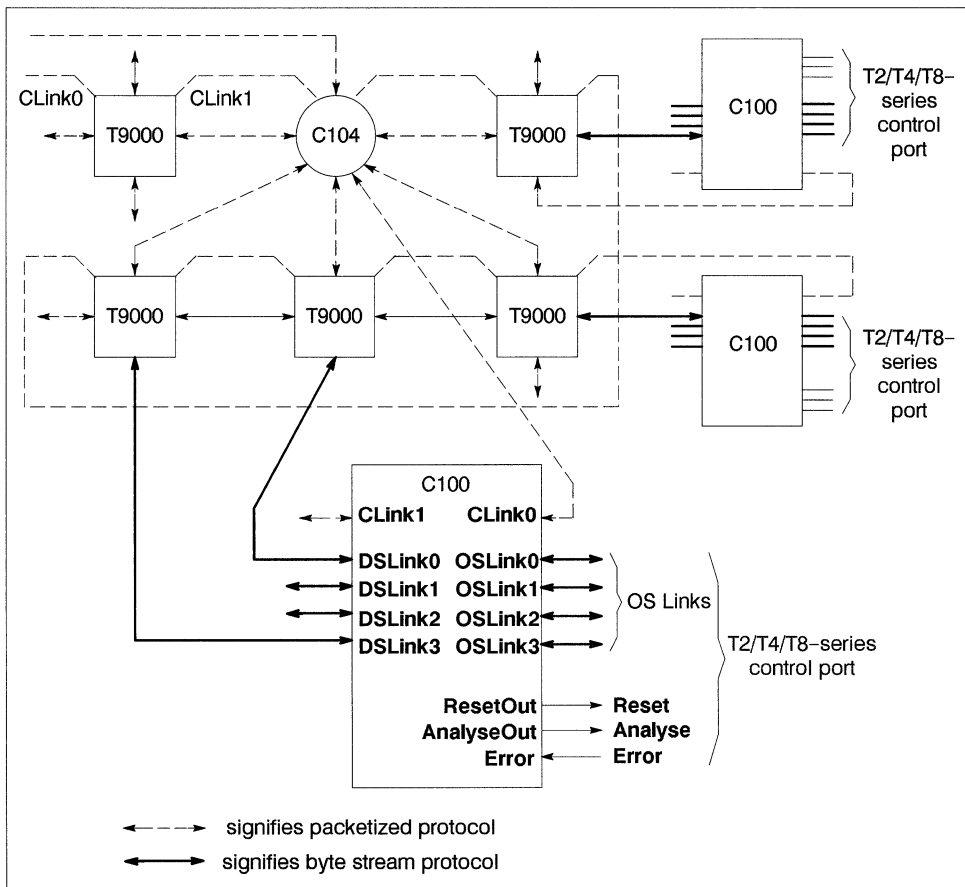 CLink0
CLink1
T9000
C104
T9000
C100
T2/T4/T8–
series
control
port
T9000
T9000
T9000
C100
T2/T4/T8–
series
control
port
C100
CLink1 CLink0
DSLink0 OSLink0
DSLink1 OSLink1
DSLink2 OSLink2
DSLink3 OSLink3
OS Links
T2/T4/T8–series
control port
ResetOut Reset
AnalyseOut Analyse
Error Error
signifies packetized protocol
signifies byte stream protocol